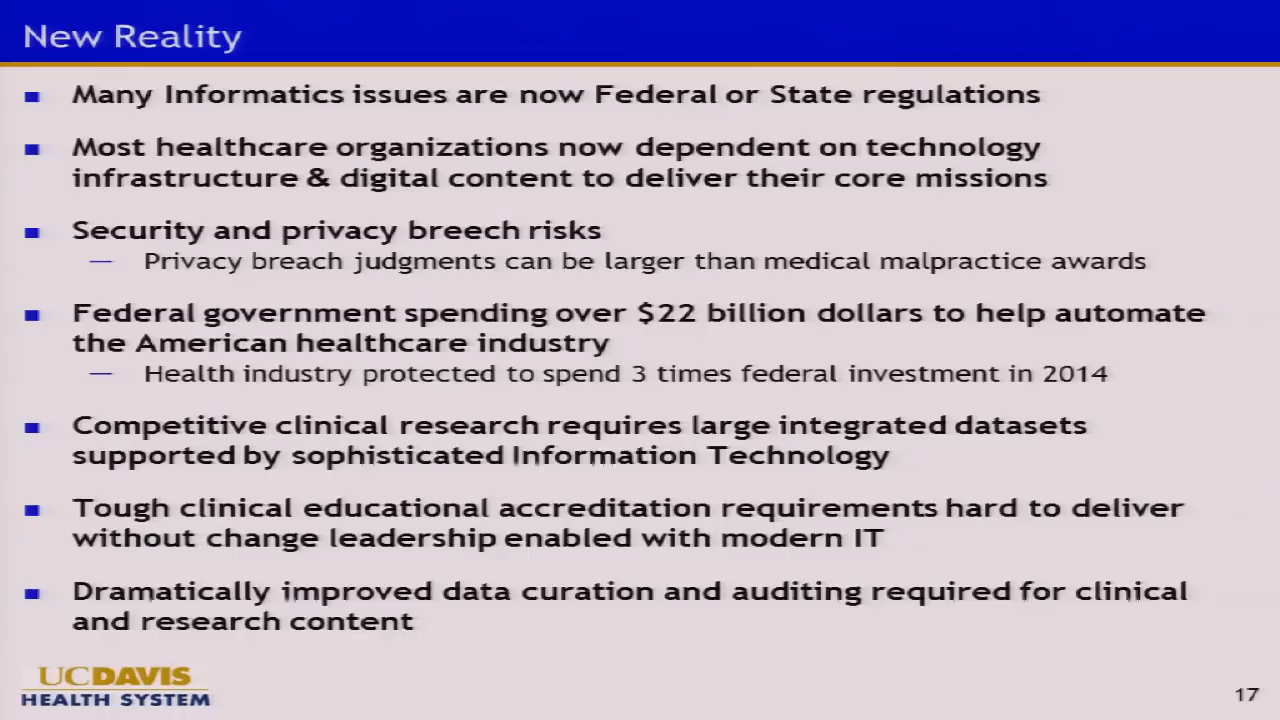 New Reality
Many Informatics issues are now Federal or State regulations
Most healthcare organizations now dependent on technology
infrastructure & digital content to deliver their core missions
Security and privacy breech risks
— Privacy breach judgments can be larger than medical malpractice awards
Federal government spending over $22 billion dollars to help automate
the American healthcare industry
— Health industry protected to spend 3 times federal investment in 2014
Competitive clinical research requires large integrated datasets
supported by sophisticated Information Technology
Tough clinical educational accreditation requirements hard to deliver
without change leadership enabled with modern IT
Dramatically improved data curation and auditing required for clinical
and research content
UCDAVIS
HEALTH SYSTEM
17